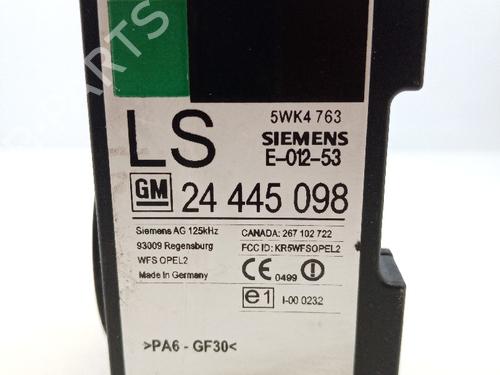 LS
5WK4 763
SIEMENS
E-012-53
GM 24 445 098
Siemens AG 125kHz
93009 Regensburg
WFS OPEL2
Made in Germany
CANADA: 267 102 722
FCC ID: KR5WFSOPEL2
CE 0499 !
e1 I-00 0232
>PA6 - GF30<
PARTS